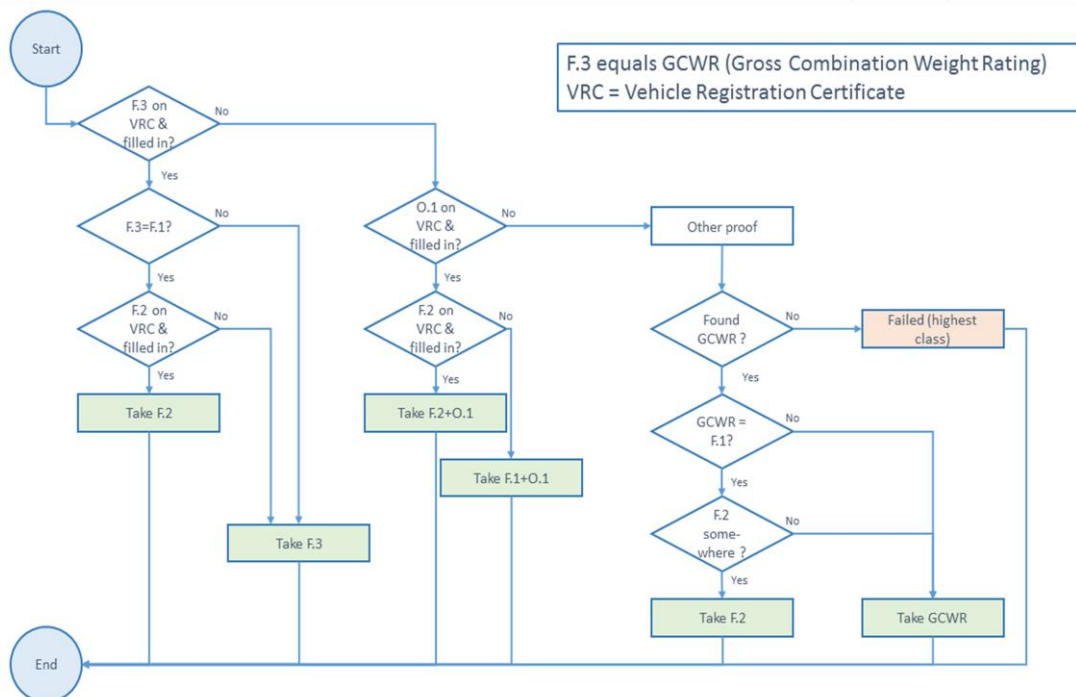 Start
F.3 equals GCWR (Gross Combination Weight Rating)
VRC = Vehicle Registration Certificate
F.3 on
VRC &
filled in?
No
Yes
F.3=F.1?
No
Yes
F.2 on
VRC &
filled in?
No
Yes
Take F.2
Take F.3
O.1 on
VRC &
filled in?
No
Yes
F.2 on
VRC &
filled in?
No
Yes
Take F.2+O.1
Take F.1+O.1
Other proof
Found
GCWR ?
No
Failed (highest
class)
Yes
GCWR =
F.1?
No
Yes
F.2
some-
where ?
No
Yes
Take F.2
Take GCWR
End